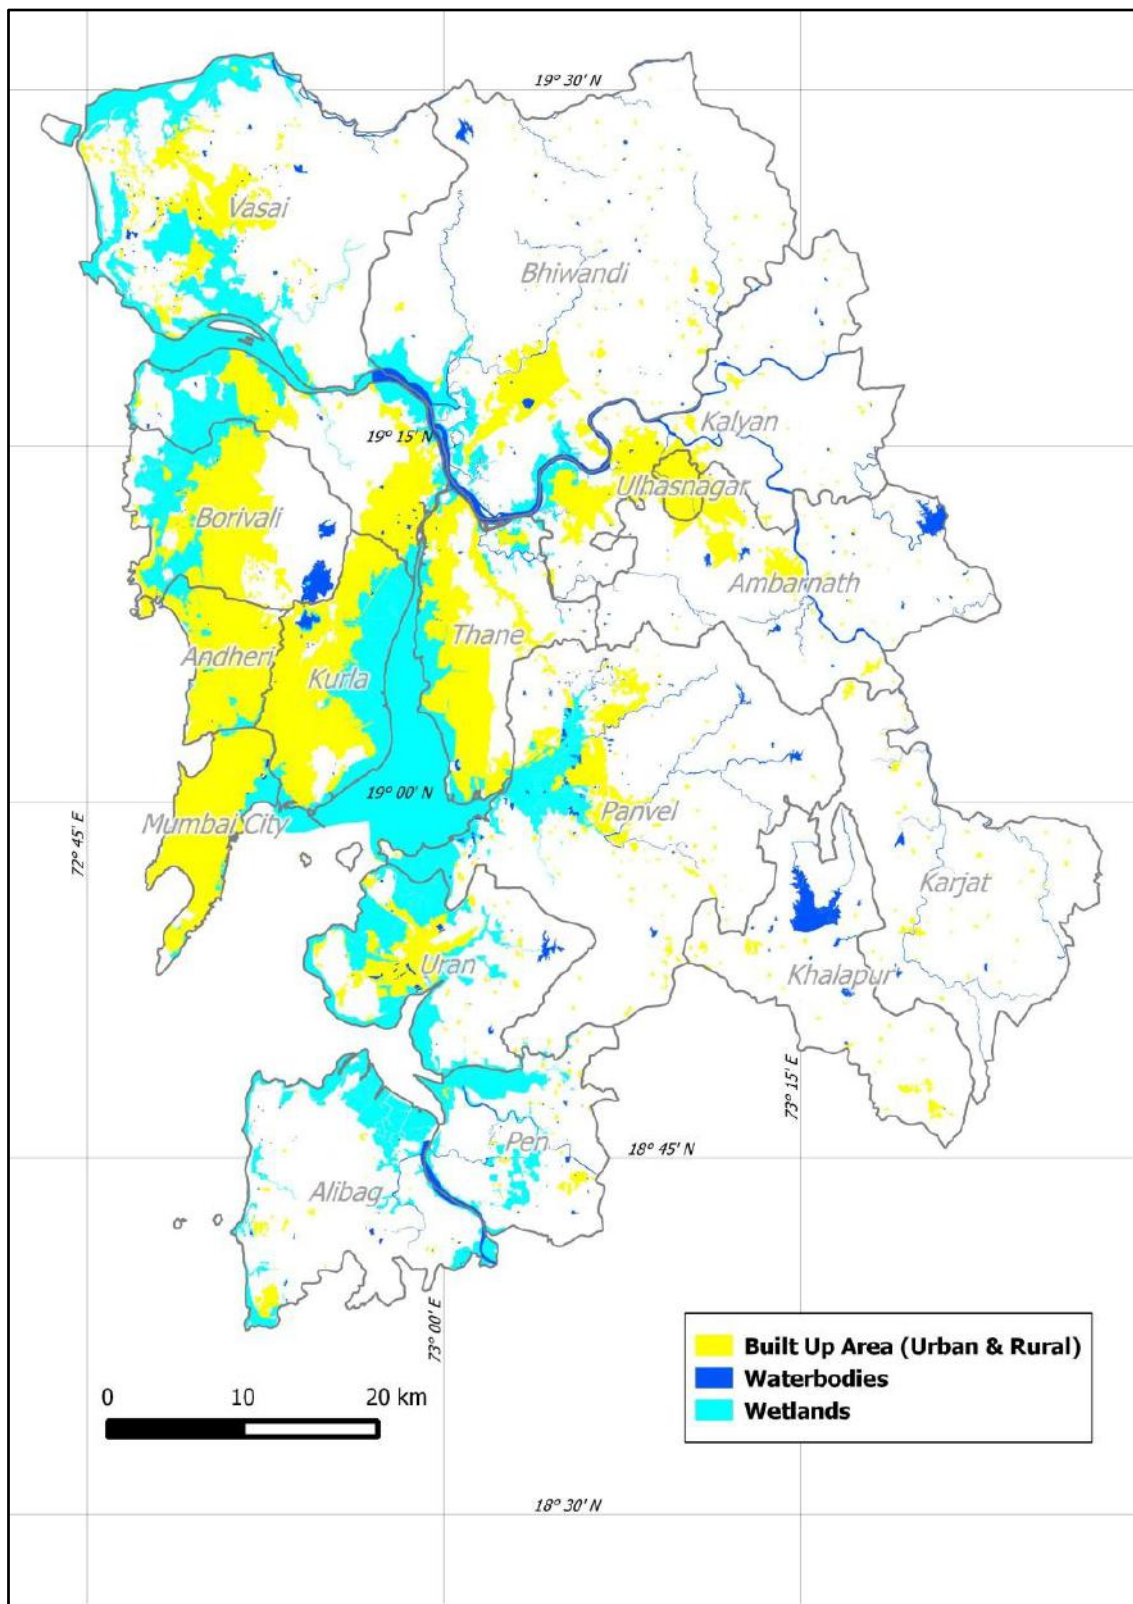 19° 30' N
Vasai
Bhiwandi
Kalyan
19° 15' N
Ulhasnagar
Borivali
Ambarnath
Thane
Andheri
Kurla
19° 00' N
72° 45' E
Mumbai City
Panvel
Karjat
Uran
Khalapur
73° 15' E
Pen
18° 45' N
Alibag
73° 00' E
Built Up Area (Urban & Rural)
Waterbodies
Wetlands
0 10 20 km
18° 30' N